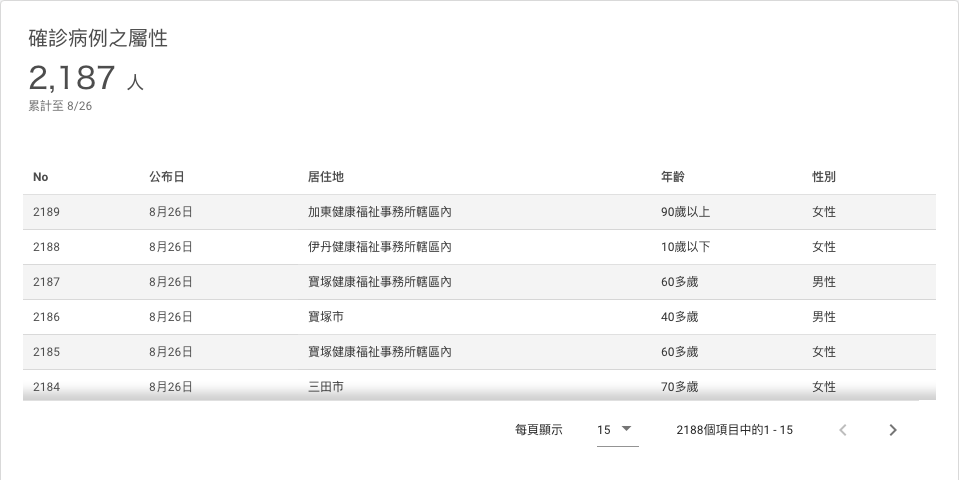 確診病例之屬性
2,187 人
累計至 8/26
No 公布日 居住地 年齡 性別
2189 8月26日 加東健康福祉事務所轄區內 90歲以上 女性
2188 8月26日 伊丹健康福祉事務所轄區內 10歲以下 女性
2187 8月26日 寶塚健康福祉事務所轄區內 60多歲 男性
2186 8月26日 寶塚市 40多歲 男性
2185 8月26日 寶塚健康福祉事務所轄區內 60多歲 女性
2184 8月26日 三田市 70多歲 女性
每頁顯示 15 2188個項目中的1 - 15